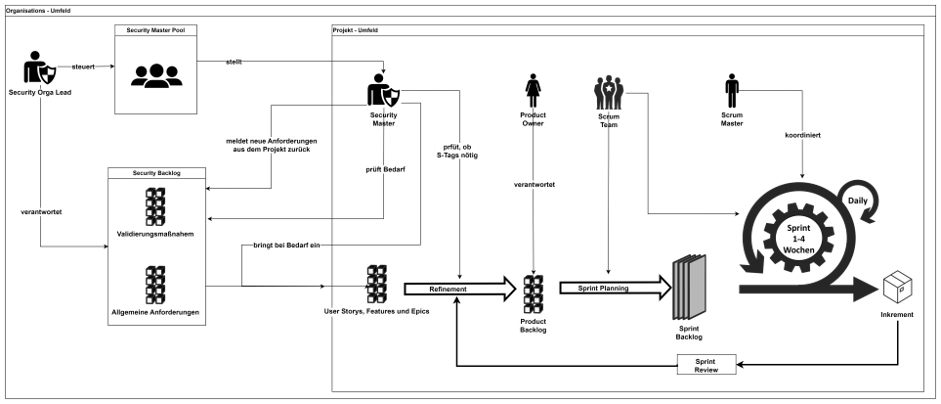 Organisations - Umfeld
Security Master Pool
Projekt - Umfeld
steuert
stellt
Security Orga Lead
Security
Master
Product
Owner
Scrum
Team
Scrum
Master
meldet neue Anforderungen
aus dem Projekt zurück
prfüt, ob
S-Tags nötig
koordiniert
Security Backlog
prüft Bedarf
verantwortet
verantwortet
Daily
Validierungsmaßnahem
Sprint
1-4
Wochen
bringt bei Bedarf ein
Refinement
Sprint Planning
Allgemeine Anforderungen
User Storys, Features und Epics
Product
Backlog
Sprint
Backlog
Inkrement
Sprint
Review